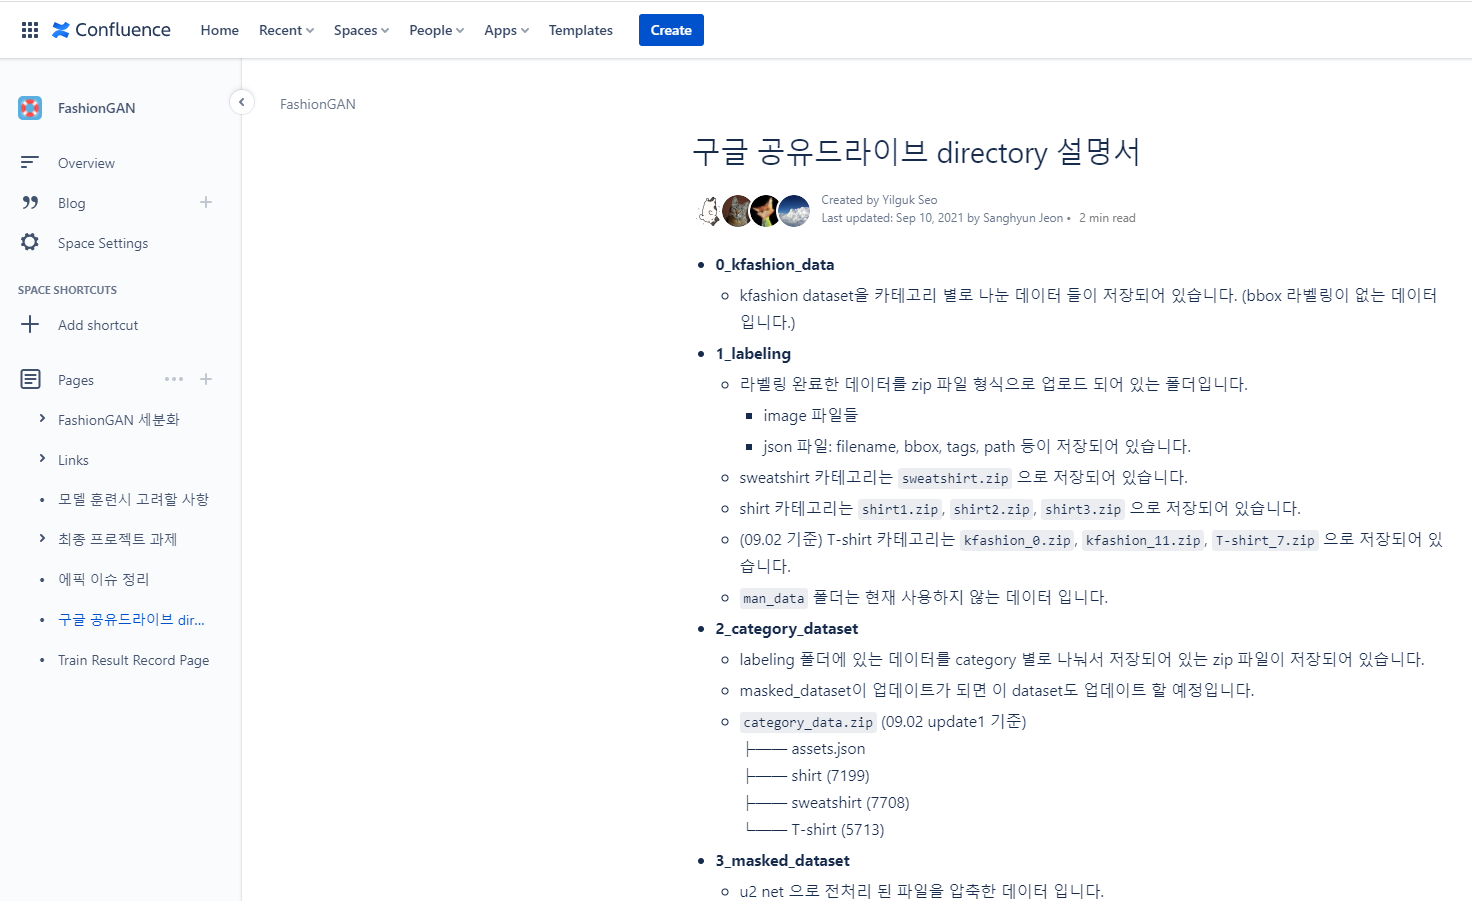 Confluence Home Recent Spaces People Apps Templates Create
FashionGAN
Overview
Blog
Space Settings
SPACE SHORTCUTS
Add shortcut
Pages
FashionGAN 세분화
Links
모델 훈련시 고려할 사항
최종 프로젝트 과제
에픽 이슈 정리
구글 공유드라이브 dir...
Train Result Record Page
FashionGAN
구글 공유드라이브 directory 설명서
Created by Yilguk Seo
Last updated: Sep 10, 2021 by Sanghyun Jeon • 2 min read
• 0_kfashion_data
kfashion dataset을 카테고리 별로 나눈 데이터 들이 저장되어 있습니다. (bbox 라벨링이 없는 데이터
입니다.)
• 1_labeling
라벨링 완료한 데이터를 zip 파일 형식으로 업로드 되어 있는 폴더입니다.
image 파일들
json 파일: filename, bbox, tags, path 등이 저장되어 있습니다.
sweatshirt 카테고리는 sweatshirt.zip 으로 저장되어 있습니다.
shirt 카테고리는 shirt1.zip, shirt2.zip, shirt3.zip 으로 저장되어 있습니다.
(09.02 기준) T-shirt 카테고리는 kfashion_0.zip, kfashion_11.zip, T-shirt_7.zip 으로 저장되어 있
습니다.
man_data 폴더는 현재 사용하지 않는 데이터 입니다.
• 2_category_dataset
labeling 폴더에 있는 데이터를 category 별로 나눠서 저장되어 있는 zip 파일이 저장되어 있습니다.
masked_dataset이 업데이트가 되면 이 dataset도 업데이트 할 예정입니다.
category_data.zip (09.02 update1 기준)
├── assets.json
├── shirt (7199)
├── sweatshirt (7708)
└── T-shirt (5713)
• 3_masked_dataset
u2 net 으로 전처리 된 파일을 압축한 데이터 입니다.